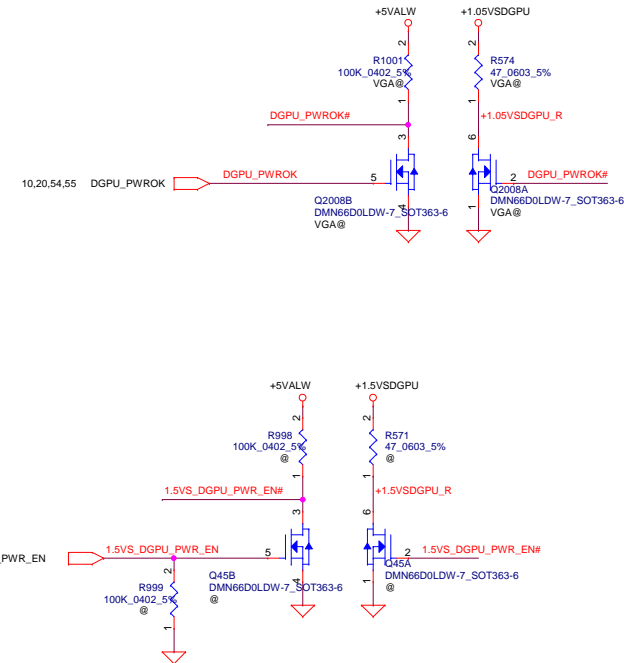 +5VALW
+1.05VSDGPU
2
2
R1001
100K_0402_5%
VGA@
R574
47_0603_5%
VGA@
1
1
DGPU_PWROK#
+1.05VSDGPU_R
3
6
10,20,54,55
DGPU_PWROK
DGPU_PWROK
5
2
DGPU_PWROK#
Q2008B
DMN66D0LDW-7_SOT363-6
VGA@
4
1
Q2008A
DMN66D0LDW-7_SOT363-6
VGA@
+5VALW
+1.5VSDGPU
2
2
R998
100K_0402_5%
@
R571
47_0603_5%
@
1
1
1.5VS_DGPU_PWR_EN#
+1.5VSDGPU_R
3
6
_PWR_EN
1.5VS_DGPU_PWR_EN
5
2
1.5VS_DGPU_PWR_EN#
2
R999
100K_0402_5%
@
1
Q45B
DMN66D0LDW-7_SOT363-6
@
4
1
Q45A
DMN66D0LDW-7_SOT363-6
@